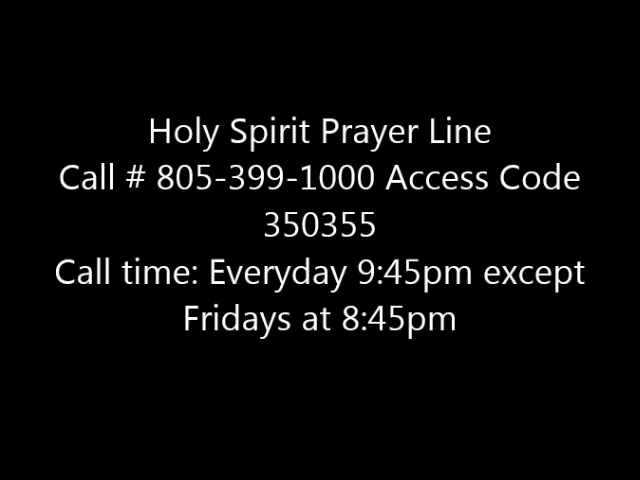 Holy Spirit Prayer Line
Call # 805-399-1000 Access Code
350355
Call time: Everyday 9:45pm except
Fridays at 8:45pm